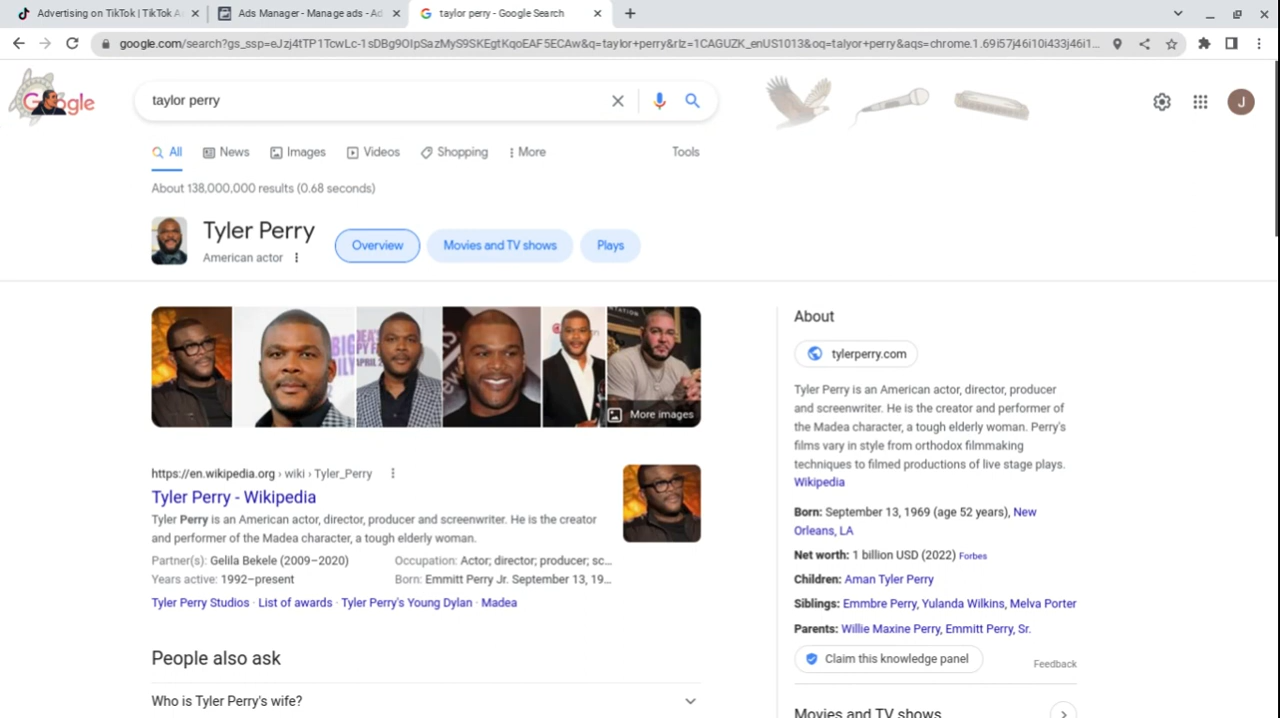 Advertising on TikTok | TikTok A
Ads Manager - Manage ads - Ad
taylor perry - Google Search
google.com/search?gs_ssp=eJzj4tTP1TcwLc-1sDBg9OIpSazMyS9SKEgtKqoEAF5ECAw&q=taylor+perry&rlz=1CAGUZK_enUS1013&oq=talyor+perry&aqs=chrome.1.69i57j46i10i433j46i1...
Google
taylor perry
J
All
News
Images
Videos
Shopping
More
Tools
About 138,000,000 results (0.68 seconds)
Tyler Perry
American actor
Overview
Movies and TV shows
Plays
More images
https://en.wikipedia.org › wiki › Tyler_Perry
Tyler Perry - Wikipedia
Tyler Perry is an American actor, director, producer and screenwriter. He is the creator
and performer of the Madea character, a tough elderly woman.
Partner(s): Gelila Bekele (2009–2020)
Occupation: Actor; director; producer; sc...
Years active: 1992–present
Born: Emmitt Perry Jr. September 13, 19...
Tyler Perry Studios · List of awards · Tyler Perry's Young Dylan · Madea
People also ask
Who is Tyler Perry's wife?
About
tylerperry.com
Tyler Perry is an American actor, director, producer
and screenwriter. He is the creator and performer of
the Madea character, a tough elderly woman. Perry's
films vary in style from orthodox filmmaking
techniques to filmed productions of live stage plays.
Wikipedia
Born: September 13, 1969 (age 52 years), New
Orleans, LA
Net worth: 1 billion USD (2022) Forbes
Children: Aman Tyler Perry
Siblings: Emmbre Perry, Yulanda Wilkins, Melva Porter
Parents: Willie Maxine Perry, Emmitt Perry, Sr.
Claim this knowledge panel
Feedback
Movies and TV shows